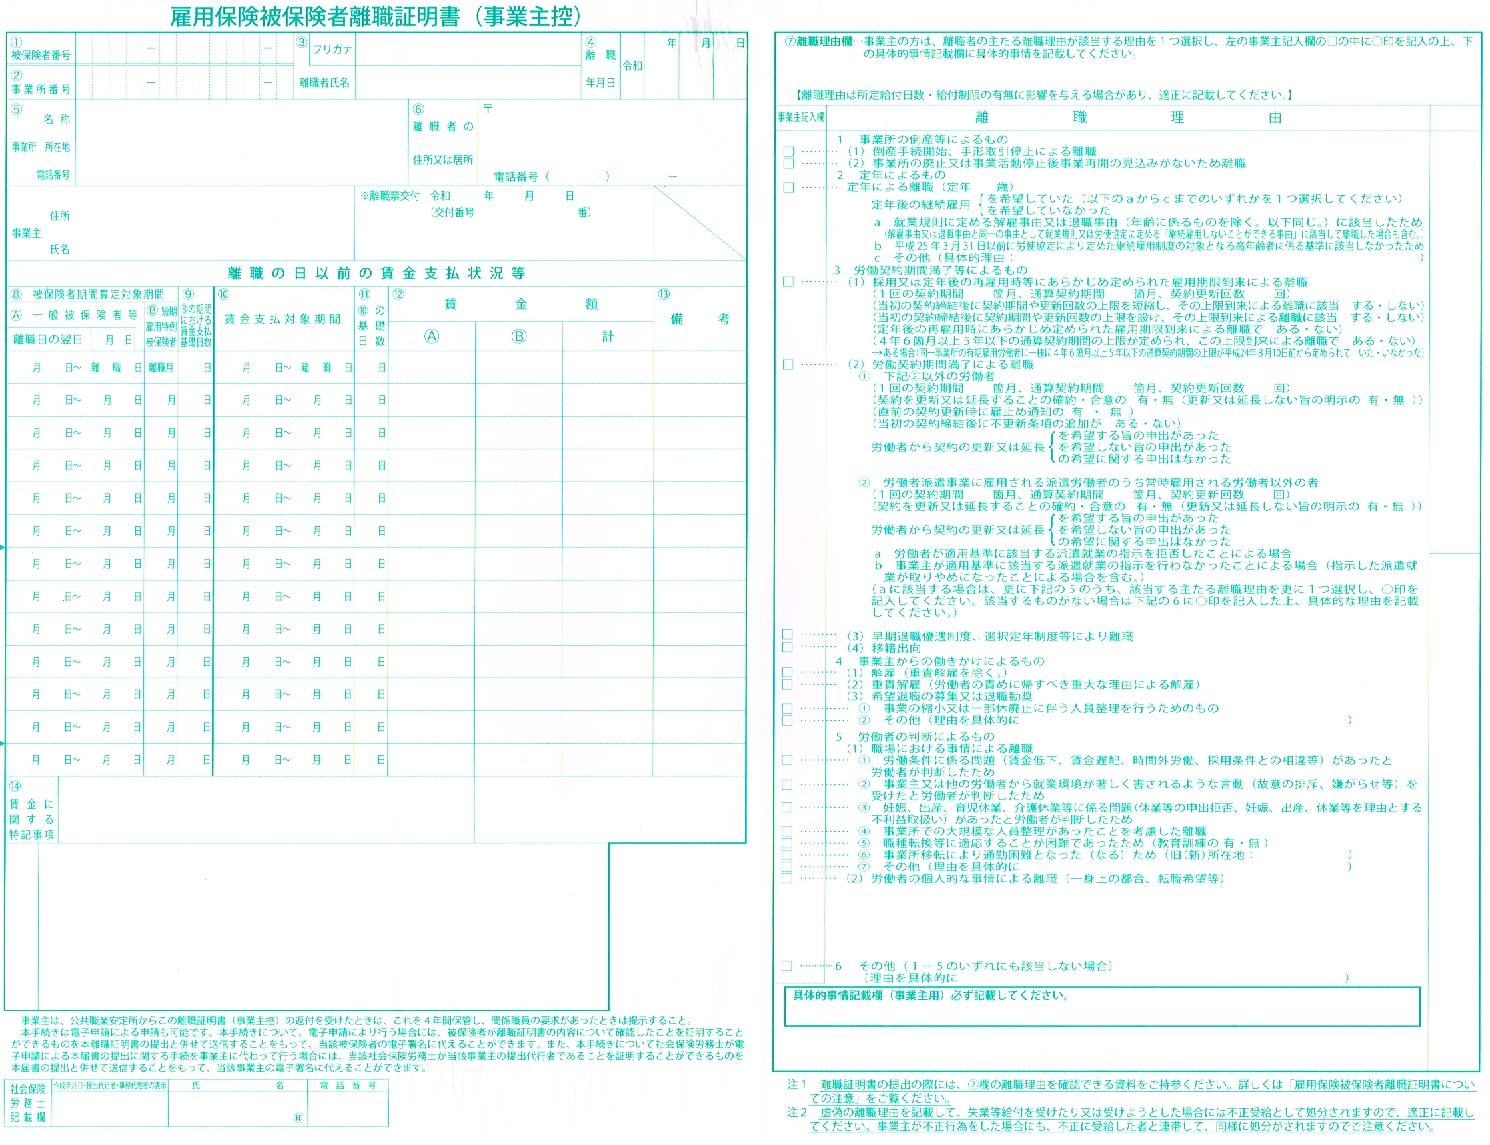 雇用保険被保険者離職証明書（事業主控）
① 被保険者番号
② 事業所番号
③ フリガナ
離職者氏名
④ 離職年月日 令和 年 月 日
⑤ 名称
事業所 所在地
電話番号
⑥ 離職者の住所又は居所
〒
電話番号（　　）　－
住所
事業主
氏名
※離職票交付 令和 年 月 日
（交付番号　　番）
離職の日以前の賃金支払状況等
⑧ 被保険者期間算定対象期間
Ⓐ 一般被保険者等
離職日の翌日 月 日
Ⓑ 短期雇用特例被保険者
⑨ ⑧の期間における賃金支払基礎日数
⑩ 賃金支払対象期間
⑪ ⑩の基礎日数
⑫ 賃金額
Ⓐ Ⓑ 計
⑬ 備考
月 日～ 離職日 離職月 日 月 日～ 離職日 日
月 日～ 月 日 月 日 月 日～ 月 日 日
月 日～ 月 日 月 日 月 日～ 月 日 日
月 日～ 月 日 月 日 月 日～ 月 日 日
月 日～ 月 日 月 日 月 日～ 月 日 日
月 日～ 月 日 月 日 月 日～ 月 日 日
月 日～ 月 日 月 日 月 日～ 月 日 日
月 日～ 月 日 月 日 月 日～ 月 日 日
月 日～ 月 日 月 日 月 日～ 月 日 日
月 日～ 月 日 月 日 月 日～ 月 日 日
月 日～ 月 日 月 日 月 日～ 月 日 日
月 日～ 月 日 月 日 月 日～ 月 日 日
月 日～ 月 日 月 日 月 日～ 月 日 日
⑭ 賃金に関する特記事項
事業主は、公共職業安定所からこの離職証明書（事業主控）の返付を受けたときは、これを４年間保管し、関係職員の要求があったときは提示すること。
本手続きは電子申請による申請も可能です。本手続きについて、電子申請により行う場合には、被保険者が離職証明書の内容について確認したことを証明すること
ができるものを本離職証明書の提出と併せて送信することをもって、当該被保険者の電子署名に代えることができます。また、本手続きについて社会保険労務士が電
子申請による本届書の提出に関する手続を事業主に代わって行う場合には、当該社会保険労務士が当該事業主の提出代行者であることを証明することができるものを
本届書の提出と併せて送信することをもって、当該事業主の電子署名に代えることができます。
社会保険労務士記載欄
作成年月日・提出代行者・事務代理者の表示
氏　名
電話番号
㊞
⑦離職理由欄…事業主の方は、離職者の主たる離職理由が該当する理由を１つ選択し、左の事業主記入欄の□の中に○印を記入の上、下
の具体的事情記載欄に具体的事情を記載してください。
【離職理由は所定給付日数・給付制限の有無に影響を与える場合があり、適正に記載してください。】
事業主記入欄
離職理由
１　事業所の倒産等によるもの
□………（１）倒産手続開始、手形取引停止による離職
□………（２）事業所の廃止又は事業活動停止後事業再開の見込みがないため離職
２　定年によるもの
□………定年による離職（定年　　歳）
定年後の継続雇用｛を希望していた（以下のａからｃまでのいずれかを１つ選択してください）
を希望していなかった
ａ　就業規則に定める解雇事由又は退職事由（年齢に係るものを除く。以下同じ。）に該当したため
（解雇事由又は退職事由と同一の事由として就業規則又は労使協定に定める「継続雇用しないことができる事由」に該当して離職した場合も含む。）
ｂ　平成25年３月31日以前に労使協定により定めた継続雇用制度の対象となる高年齢者に係る基準に該当しなかったため
ｃ　その他（具体的理由：　　）
３　労働契約期間満了等によるもの
□………（１）採用又は定年後の再雇用時等にあらかじめ定められた雇用期限到来による離職
（１回の契約期間　　箇月、通算契約期間　　箇月、契約更新回数　　回）
（当初の契約締結後に契約期間や更新回数の上限を短縮し、その上限到来による離職に該当　する・しない）
（当初の契約締結後に契約期間や更新回数の上限を設け、その上限到来による離職に該当　する・しない）
（定年後の再雇用時にあらかじめ定められた雇用期限到来による離職で　ある・ない）
（４年６箇月以上５年以下の通算契約期間の上限が定められ、この上限到来による離職で　ある・ない）
→ある場合（同一事業所の有期雇用労働者に一様に４年６箇月以上５年以下の通算契約期間の上限が平成24年８月10日前から定められて　いた・いなかった）
□………（２）労働契約期間満了による離職
①　下記②以外の労働者
（１回の契約期間　　箇月、通算契約期間　　箇月、契約更新回数　　回）
（契約を更新又は延長することの確約・合意の　有・無（更新又は延長しない旨の明示の　有・無））
（直前の契約更新時に雇止め通知の　有　・　無　）
（当初の契約締結後に不更新条項の追加が　ある・ない）
労働者から契約の更新又は延長｛を希望する旨の申出があった
を希望しない旨の申出があった
の希望に関する申出はなかった
②　労働者派遣事業に雇用される派遣労働者のうち常時雇用される労働者以外の者
（１回の契約期間　　箇月、通算契約期間　　箇月、契約更新回数　　回）
（契約を更新又は延長することの確約・合意の　有・無（更新又は延長しない旨の明示の　有・無））
労働者から契約の更新又は延長｛を希望する旨の申出があった
を希望しない旨の申出があった
の希望に関する申出はなかった
ａ　労働者が適用基準に該当する派遣就業の指示を拒否したことによる場合
ｂ　事業主が適用基準に該当する派遣就業の指示を行わなかったことによる場合（指示した派遣就
業が取りやめになったことによる場合を含む。）
（ａに該当する場合は、更に下記の５のうち、該当する主たる離職理由を更に１つ選択し、○印を
記入してください。該当するものがない場合は下記の６に○印を記入した上、具体的な理由を記載
してください。）
□………（３）早期退職優遇制度、選択定年制度等により離職
□………（４）移籍出向
４　事業主からの働きかけによるもの
□………（１）解雇（重責解雇を除く。）
□………（２）重責解雇（労働者の責めに帰すべき重大な理由による解雇）
（３）希望退職の募集又は退職勧奨
□…………①　事業の縮小又は一部休廃止に伴う人員整理を行うためのもの
□…………②　その他（理由を具体的に　　）
５　労働者の判断によるもの
（１）職場における事情による離職
□…………①　労働条件に係る問題（賃金低下、賃金遅配、時間外労働、採用条件との相違等）があったと
労働者が判断したため
□…………②　事業主又は他の労働者から就業環境が著しく害されるような言動（故意の排斥、嫌がらせ等）を
受けたと労働者が判断したため
□…………③　妊娠、出産、育児休業、介護休業等に係る問題（休業等の申出拒否、妊娠、出産、休業等を理由とする
不利益取扱い）があったと労働者が判断したため
□…………④　事業所での大規模な人員整理があったことを考慮した離職
□…………⑤　職種転換等に適応することが困難であったため（教育訓練の有・無）
□…………⑥　事業所移転により通勤困難となった（なる）ため（旧（新）所在地：　　）
□…………⑦　その他（理由を具体的に　　）
□………（２）労働者の個人的な事情による離職（一身上の都合、転職希望等）
□………６　その他（１－５のいずれにも該当しない場合）
（理由を具体的に　　）
具体的事情記載欄（事業主用）必ず記載してください。
注１　離職証明書の提出の際には、⑦欄の離職理由を確認できる資料をご持参ください。詳しくは「雇用保険被保険者離職証明書につい
ての注意」をご覧ください。
注２　虚偽の離職理由を記載して、失業等給付を受けたり又は受けようとした場合には不正受給として処分されますので、適正に記載し
てください。事業主が不正行為をした場合にも、不正に受給した者と連帯して、同様に処分がされますのでご注意ください。